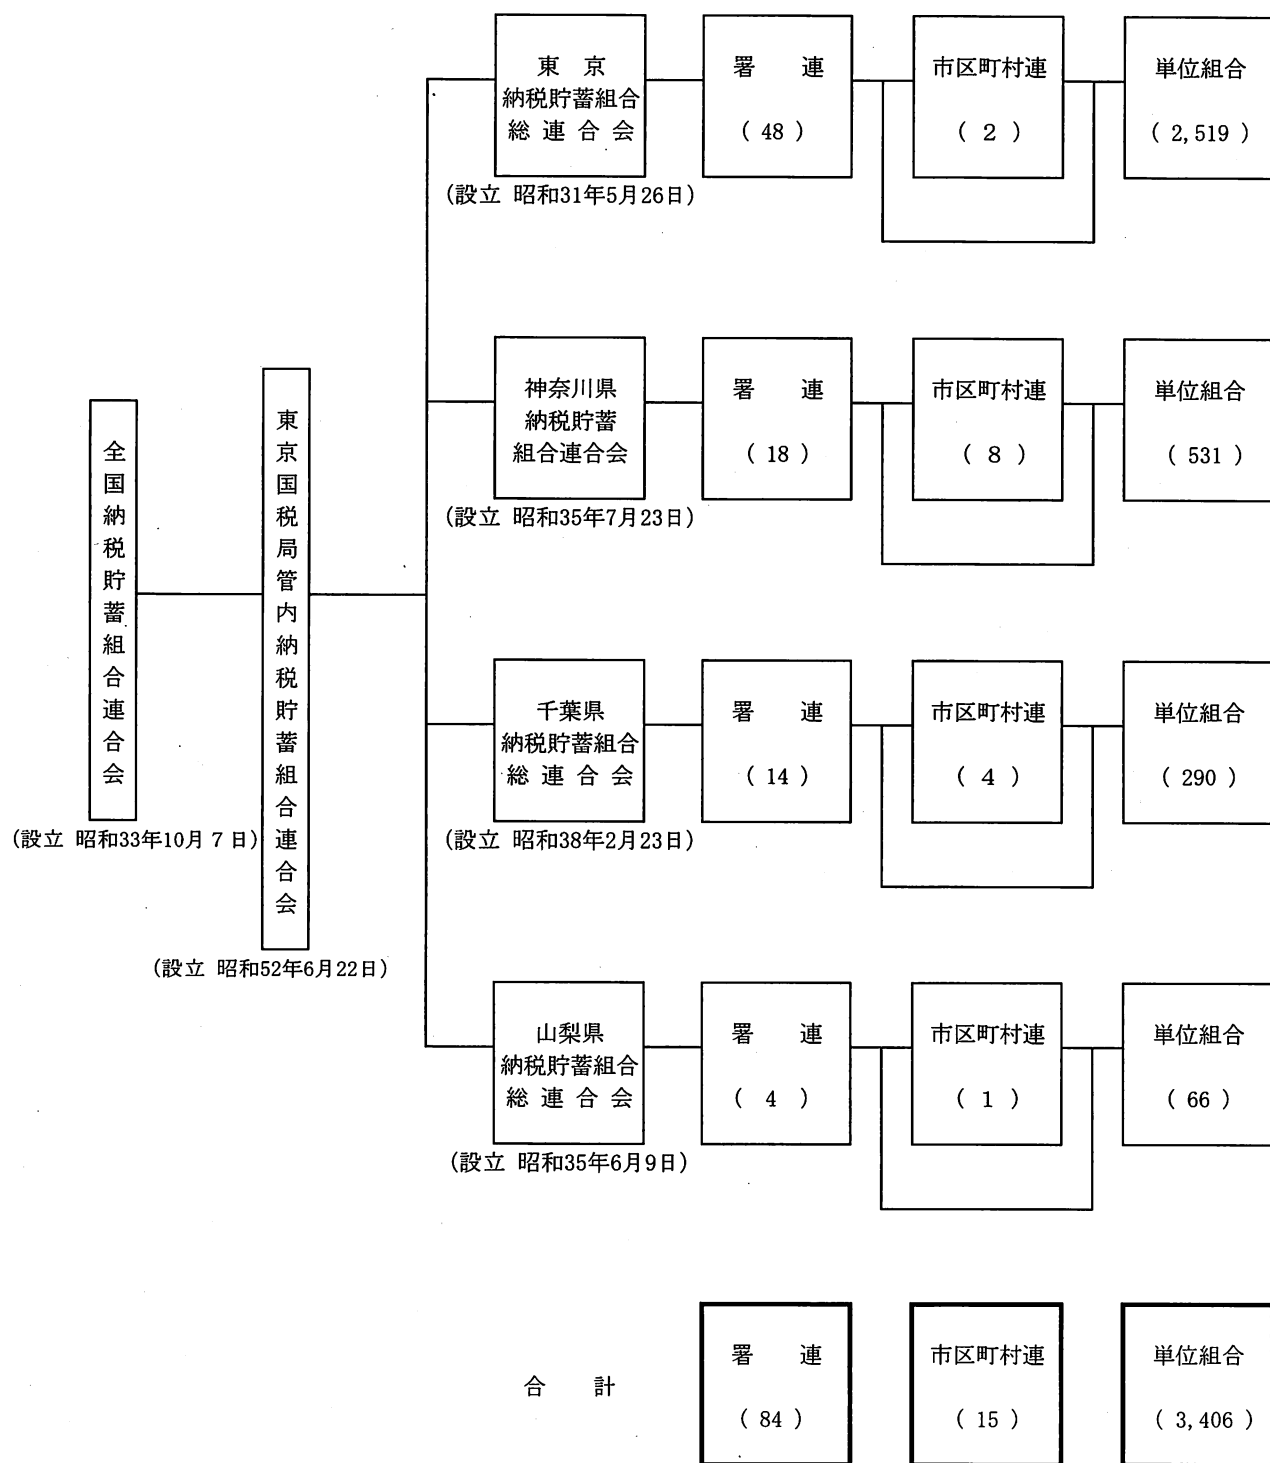 全国納税貯蓄組合連合会
(設立 昭和33年10月7日)
東京国税局管内納税貯蓄組合連合会
(設立 昭和52年6月22日)
東 京
納税貯蓄組合
総 連 合 会
(設立 昭和31年5月26日)
署 連
( 48 )
市区町村連
( 2 )
単位組合
( 2,519 )
神奈川県
納税貯蓄
組合連合会
(設立 昭和35年7月23日)
署 連
( 18 )
市区町村連
( 8 )
単位組合
( 531 )
千葉県
納税貯蓄組合
総 連 合 会
(設立 昭和38年2月23日)
署 連
( 14 )
市区町村連
( 4 )
単位組合
( 290 )
山梨県
納税貯蓄組合
総 連 合 会
(設立 昭和35年6月9日)
署 連
( 4 )
市区町村連
( 1 )
単位組合
( 66 )
合 計
署 連
( 84 )
市区町村連
( 15 )
単位組合
( 3,406 )